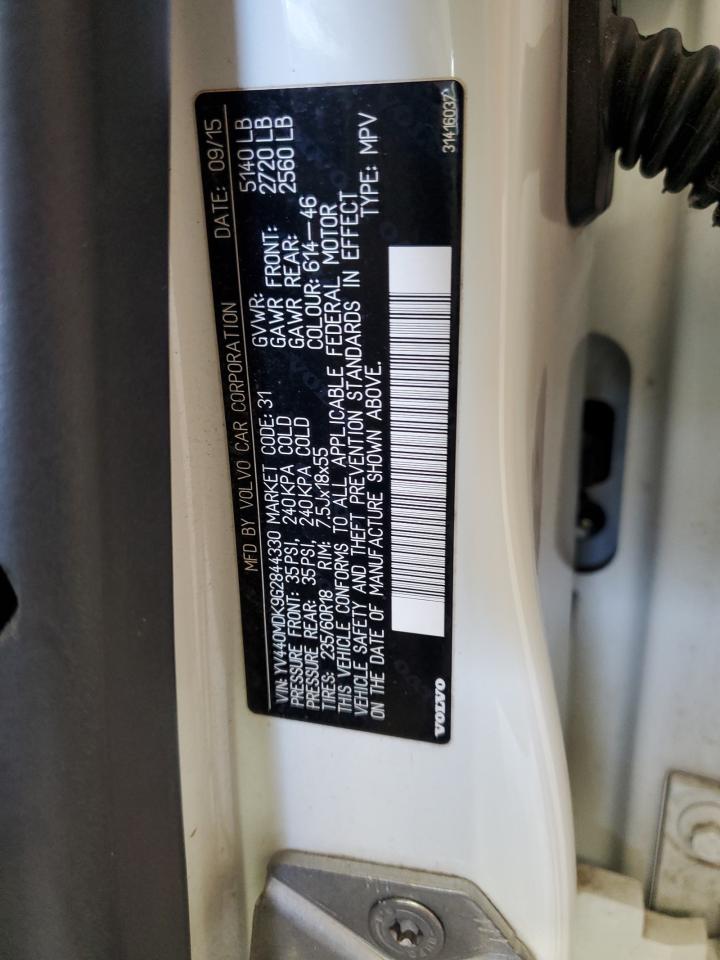 MFD BY VOLVO CAR CORPORATION DATE: 09/15
VIN: YV440MDK9G2844330 MARKET CODE: 31 GVWR: 5140 LB
PRESSURE FRONT: 35PSI, 240KPA COLD GAWR FRONT: 2720 LB
PRESSURE REAR: 35PSI, 240KPA COLD GAWR REAR: 2560 LB
TIRES: 235/60R18 RIM: 7.5Jx18x55 COLOUR: 614-46
THIS VEHICLE CONFORMS TO ALL APPLICABLE FEDERAL MOTOR
VEHICLE SAFETY AND THEFT PREVENTION STANDARDS IN EFFECT
ON THE DATE OF MANUFACTURE SHOWN ABOVE. TYPE: MPV
VOLVO 31416037